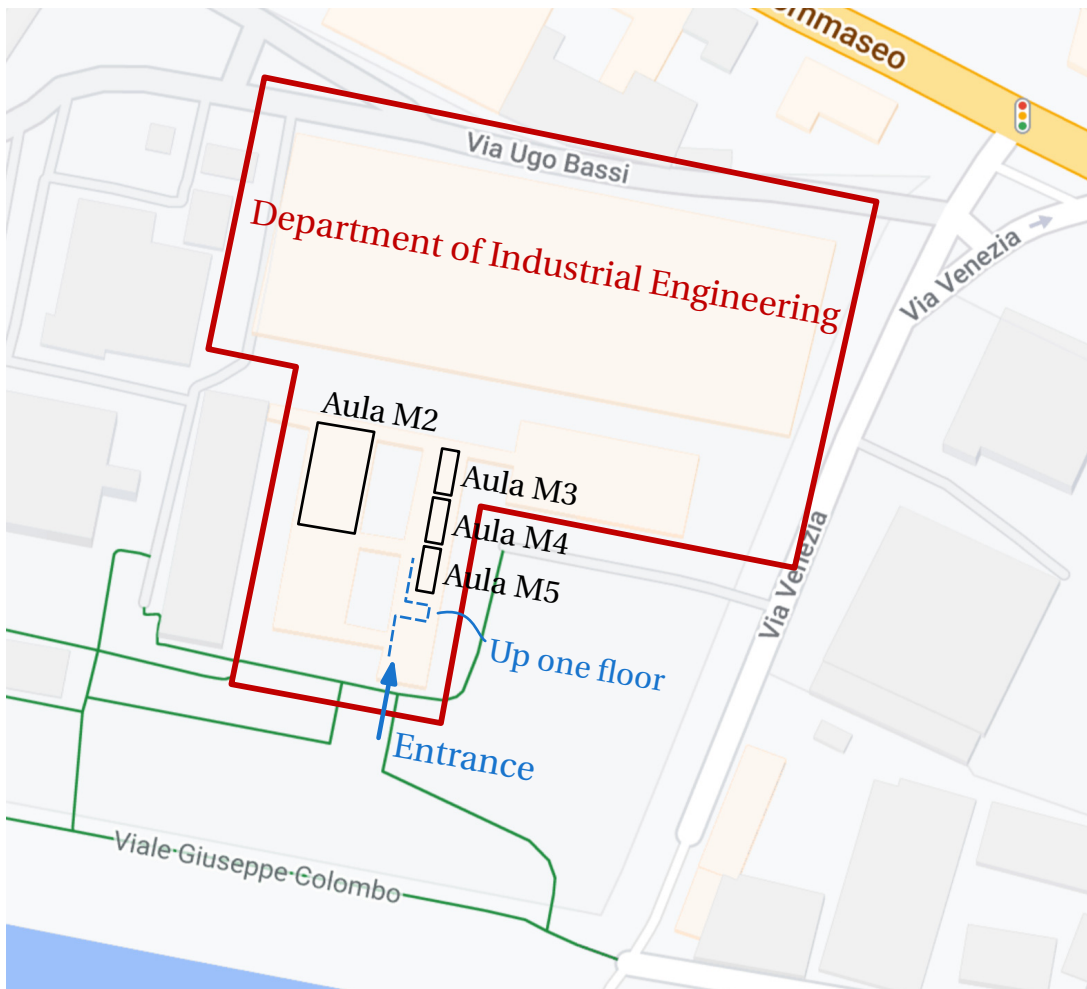 ommaseo
Via Ugo Bassi
Department of Industrial Engineering
Via Venezia
Aula M2
Aula M3
Aula M4
Aula M5
Via Venezia
Up one floor
Entrance
Viale Giuseppe Colombo